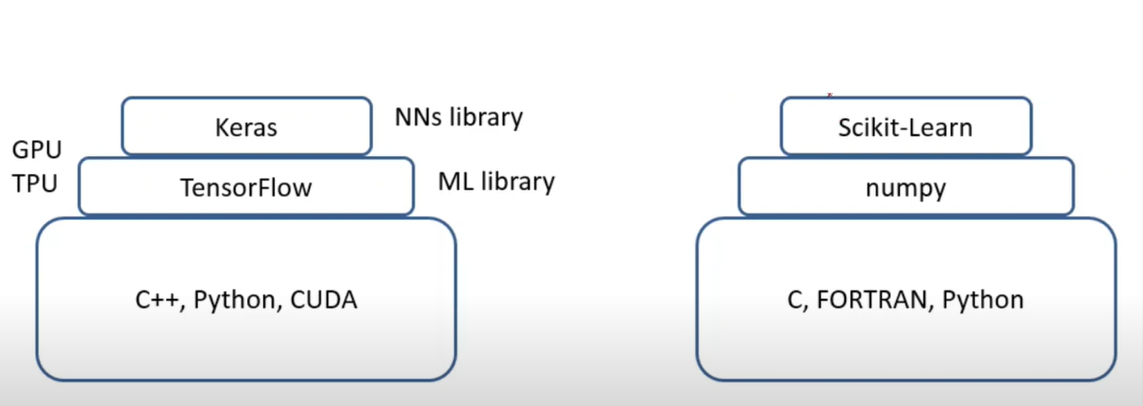 Keras
NNs library
GPU
TPU
TensorFlow
ML library
C++, Python, CUDA
Scikit-Learn
numpy
C, FORTRAN, Python